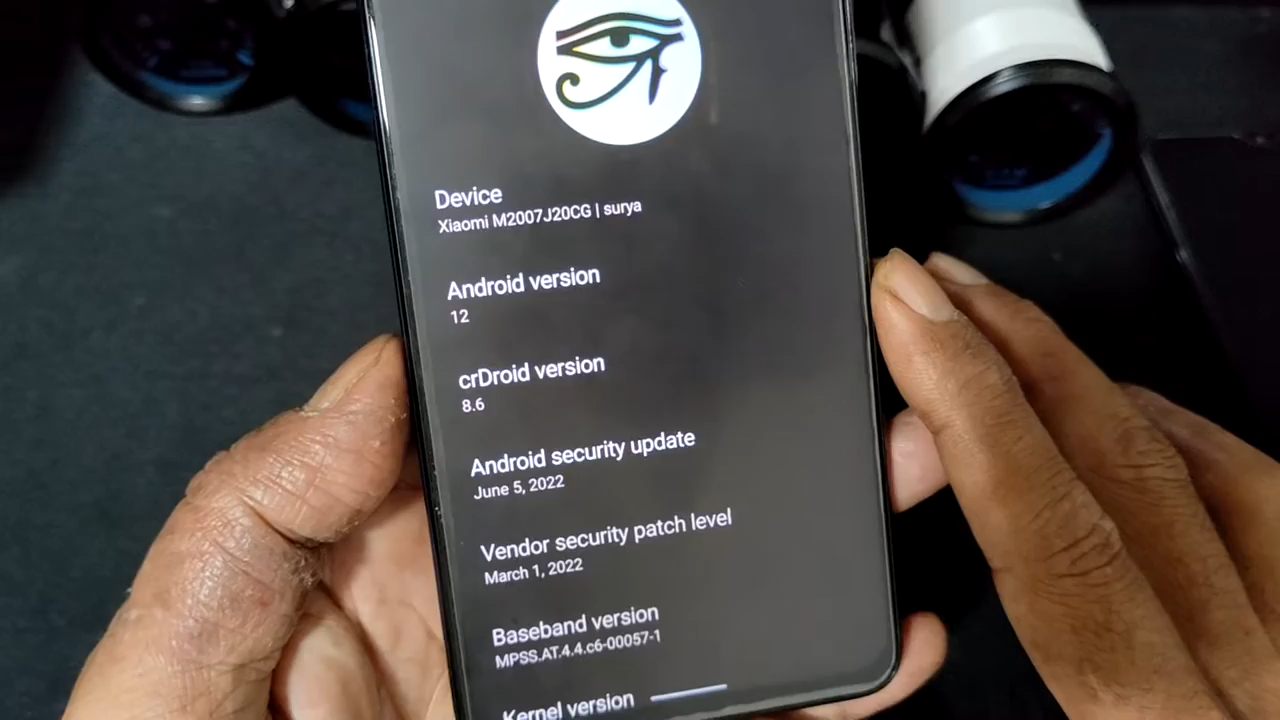 Device
Xiaomi M2007J20CG | surya
Android version
12
crDroid version
8.6
Android security update
June 5, 2022
Vendor security patch level
March 1, 2022
Baseband version
MPSS.AT.4.4.c6-00057-1
Kernel version